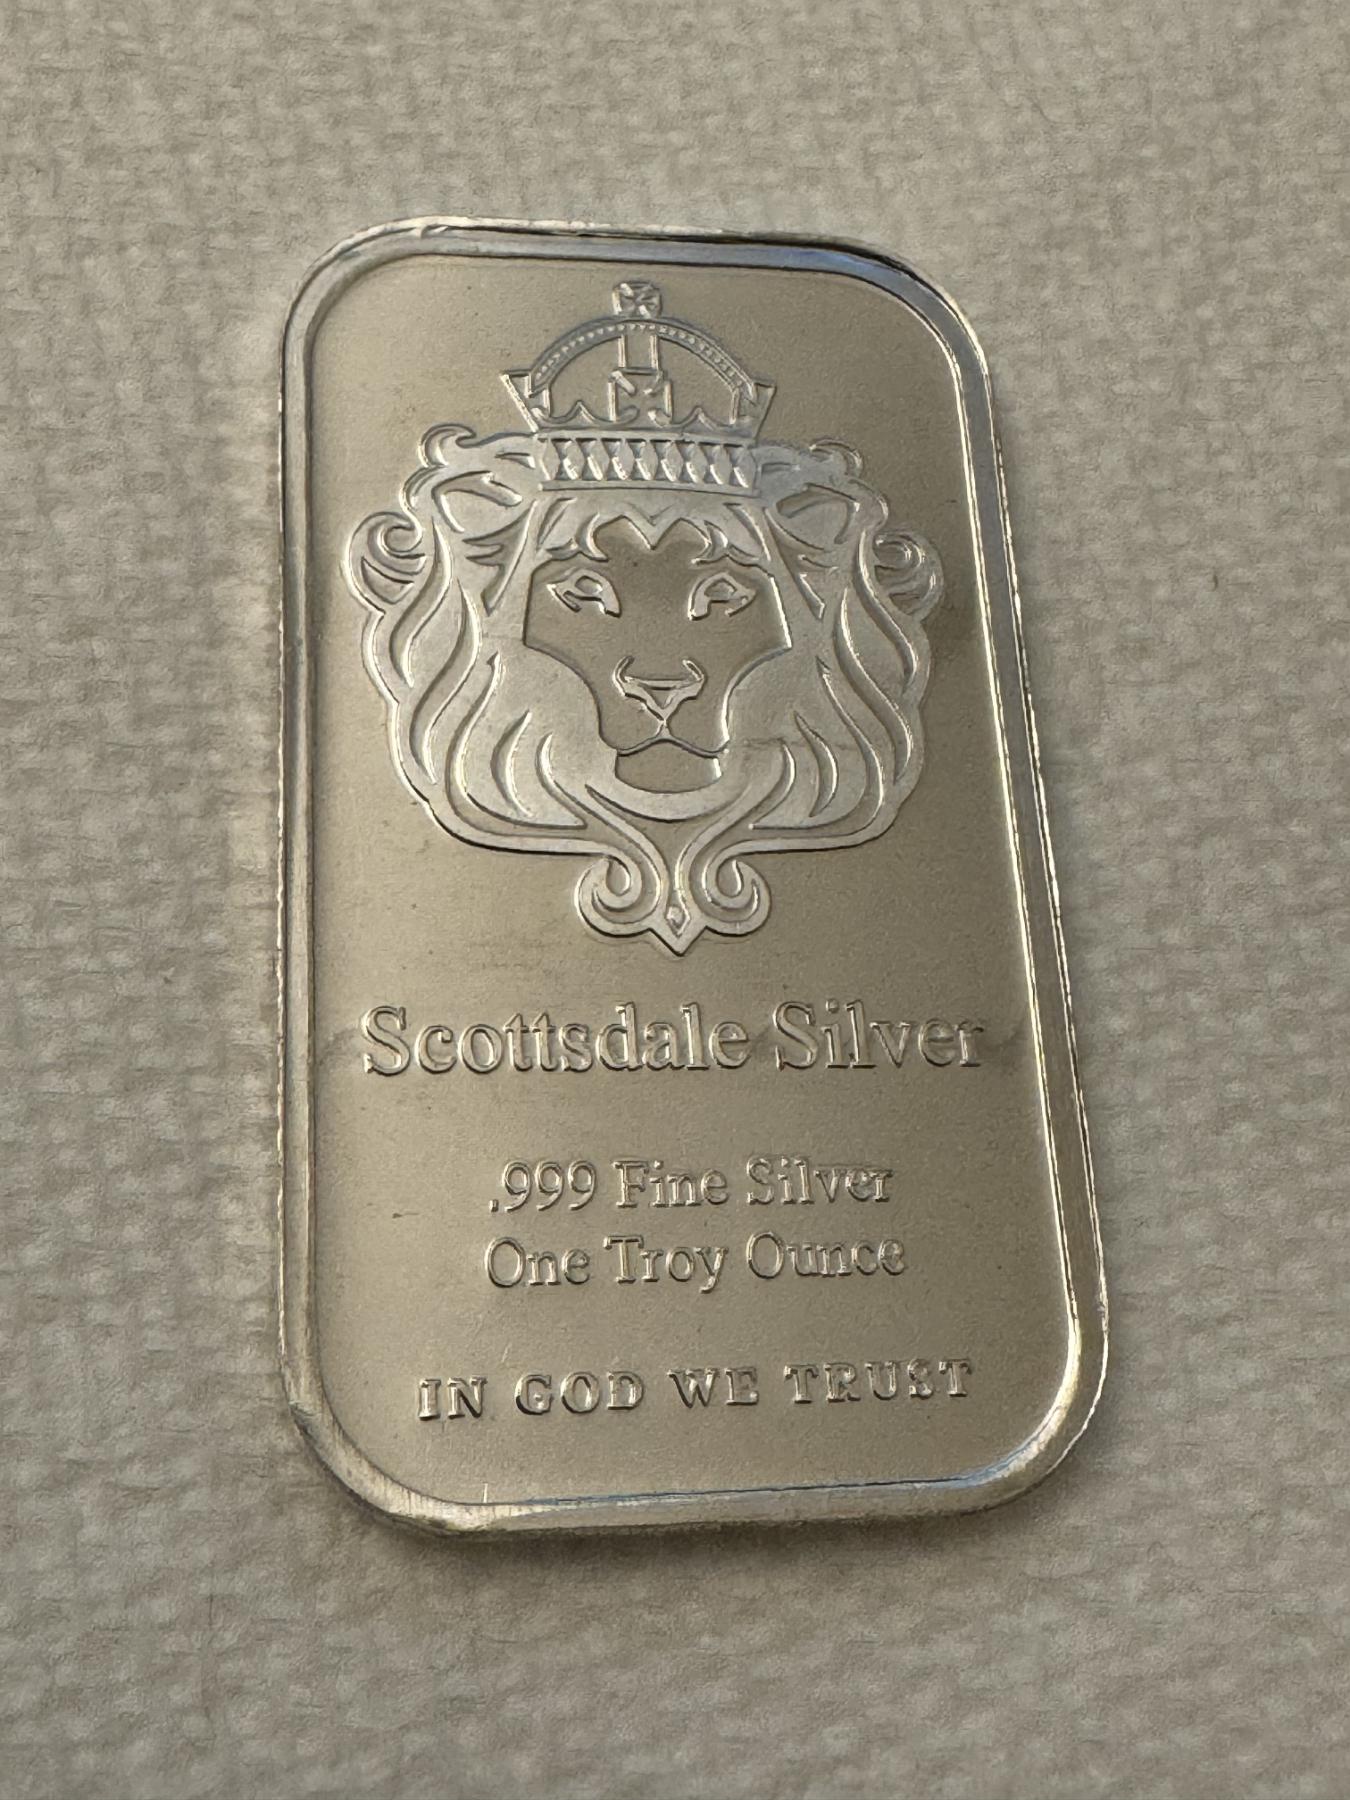 Scottsdale Silver
.999 Fine Silver
One Troy Ounce
IN GOD WE TRUST